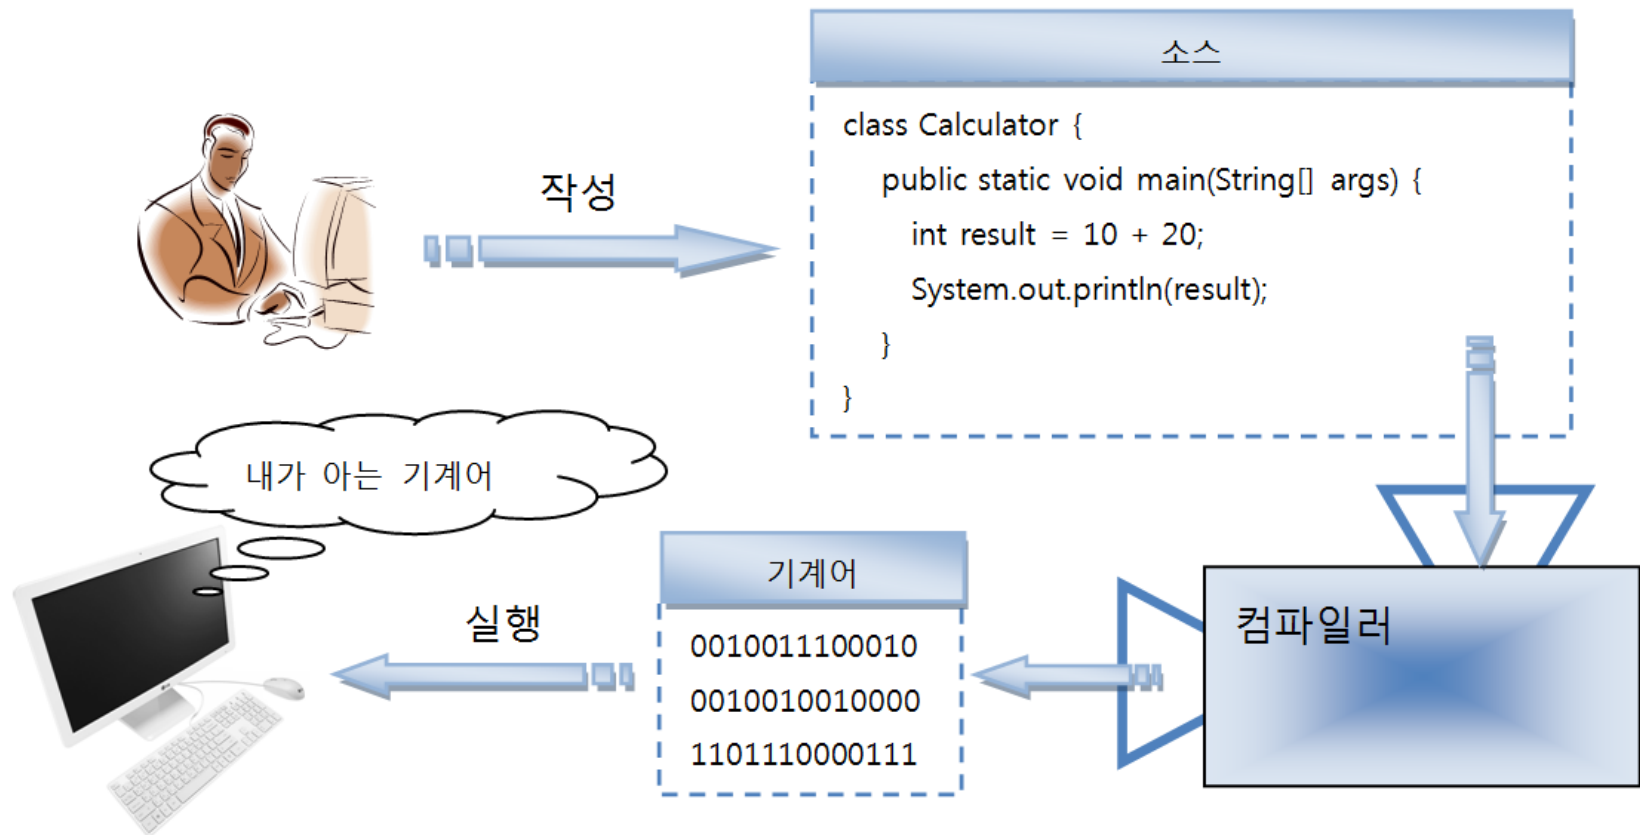 소스
class Calculator {
public static void main(String[] args) {
int result = 10 + 20;
System.out.println(result);
}
}
작성
내가 아는 기계어
기계어
0010011100010
0010010010000
1101110000111
실행
컴파일러